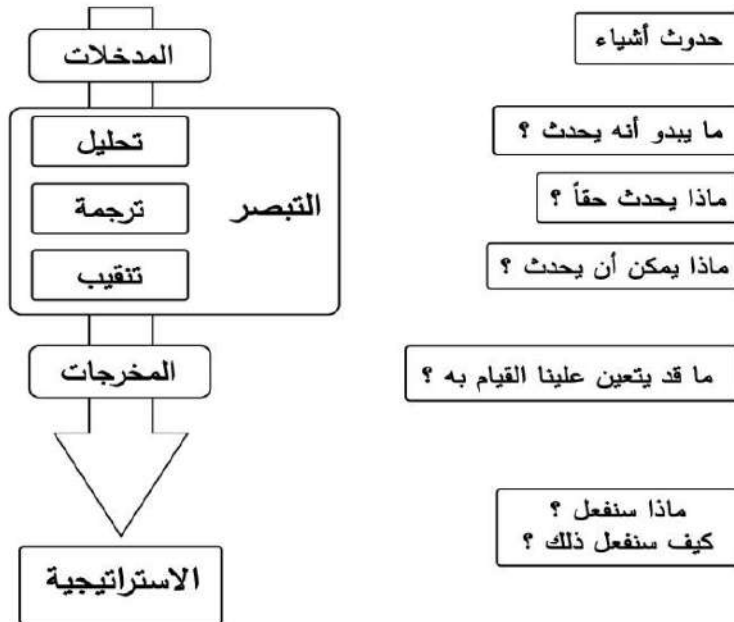 المدخلات
حدوث أشياء
تحليل
ما يبدو أنه يحدث ؟
التبصر
ترجمة
ماذا يحدث حقاً ؟
تنقيب
ماذا يمكن أن يحدث ؟
المخرجات
ما قد يتعين علينا القيام به ؟
الاستراتيجية
ماذا سنفعل ؟
كيف سنفعل ذلك ؟